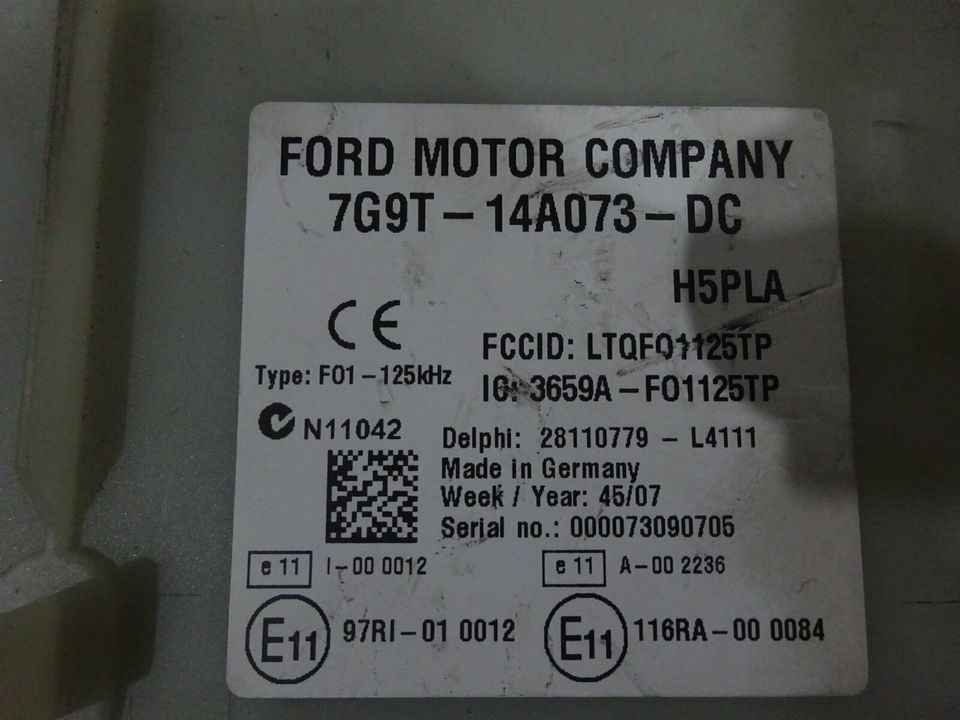 FORD MOTOR COMPANY
7G9T-14A073-DC
H5PLA
CE
FCCID: LTQFO1125TP
Type: FO1-125kHz
IC: 3659A-FO1125TP
N11042
Delphi: 28110779 - L4111
Made in Germany
Week / Year: 45/07
Serial no.: 000073090705
e 11 I-00 0012
e 11 A-00 2236
E11 97RI-01 0012
E11 116RA-00 0084